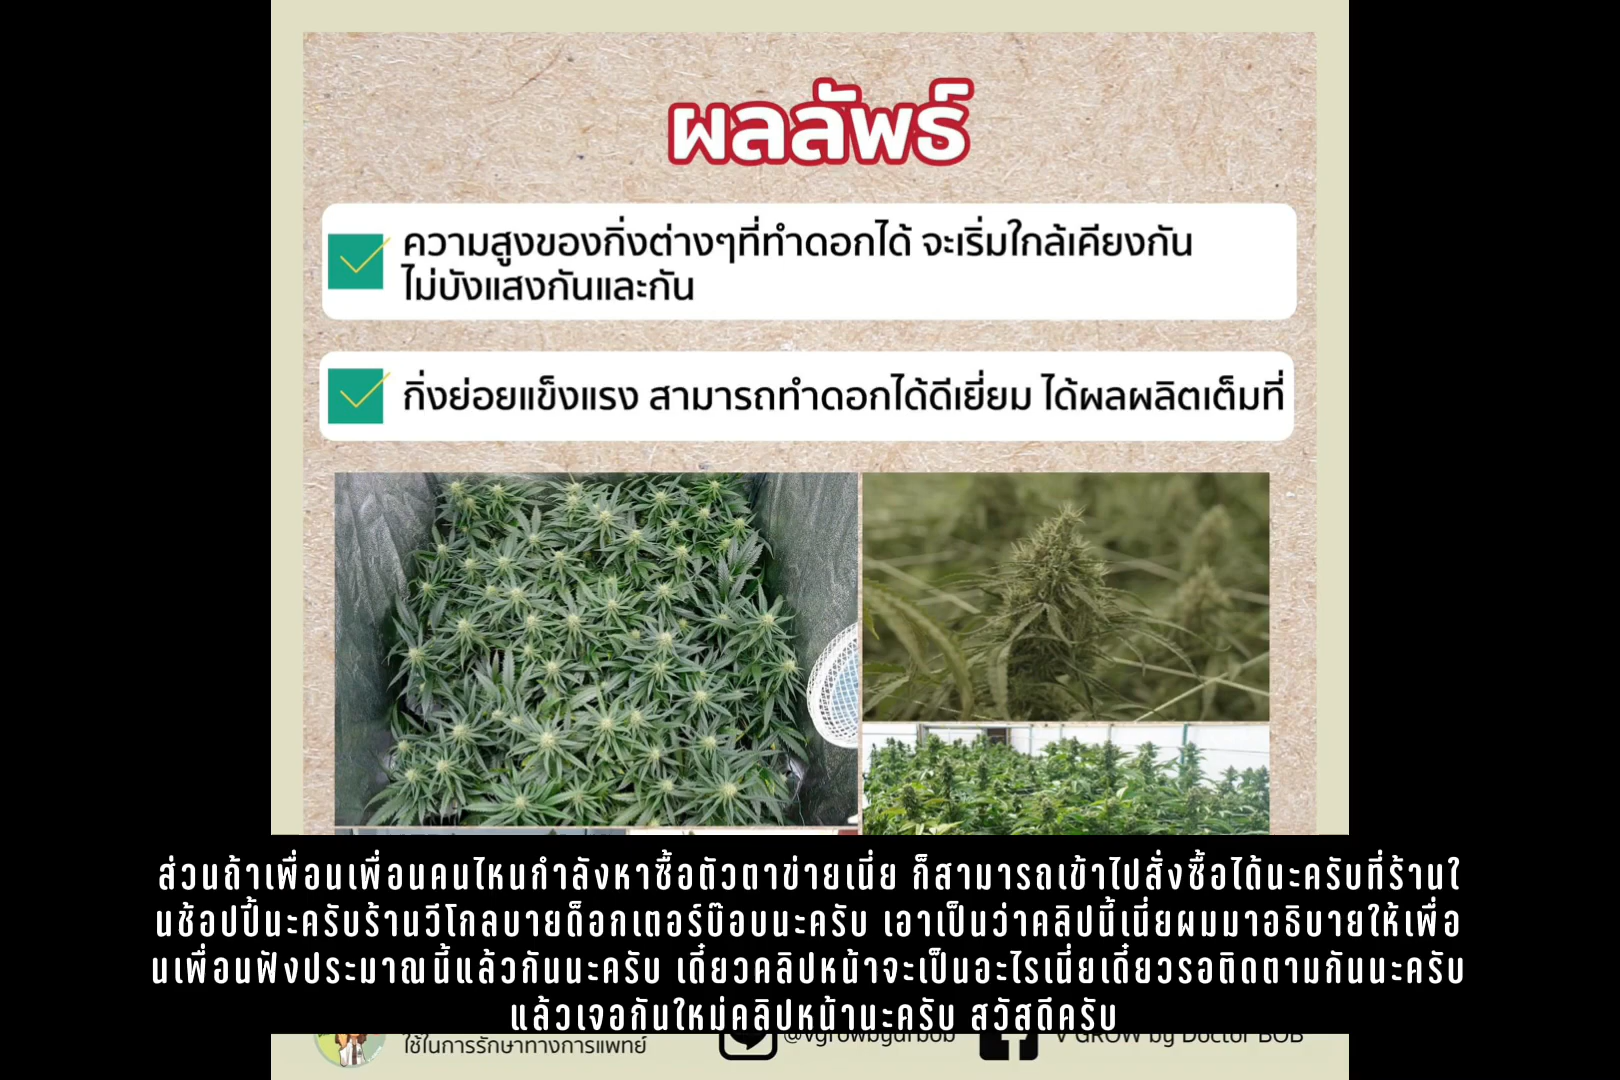 ผลลัพธ์
ความสูงของกิ่งต่างๆที่ทำดอกได้ จะเริ่มใกล้เคียงกัน
ไม่บังแสงกันและกัน
กิ่งย่อยแข็งแรง สามารถทำดอกได้ดีเยี่ยม ได้ผลผลิตเต็มที่
ส่วนถ้าเพื่อนเพื่อนคนไหนกำลังหาซื้อตัวตาข่ายเนี่ย ก็สามารถเข้าไปสั่งซื้อได้นะครับที่ร้านใ
นช้อปปี้นะครับร้านวีโกลบายด็อกเตอร์บ๊อบนะครับ เอาเป็นว่าคลิปนี้เนี่ยผมมาอธิบายให้เพื่อ
นเพื่อนฟังประมาณนี้แล้วกันนะครับ เดี๋ยวคลิปหน้าจะเป็นอะไรเนี่ยเดี๋ยวรอติดตามกันนะครับ
แล้วเจอกันใหม่คลิปหน้านะครับ สวัสดีครับ
ใช้ในการรักษาทางการแพทย์ @vgrowbydrbob V GROW by Doctor BOB